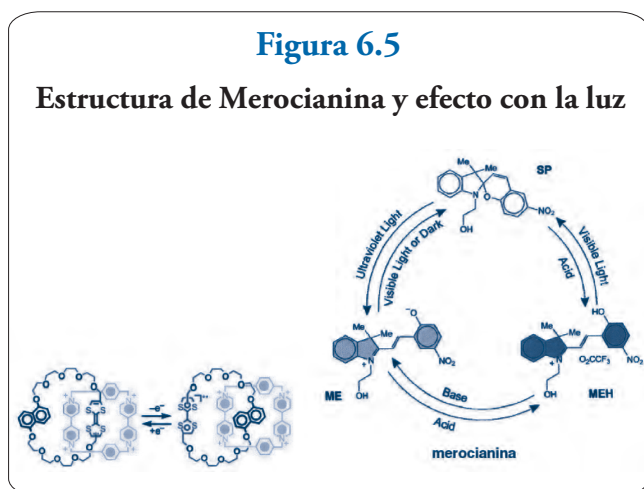 Figura 6.5
Estructura de Merocianina y efecto con la luz
SP
Me Me
N
O
NO₂
OH
Ultraviolet Light
Visible Light or Dark
Visible Light
Acid
Me Me
⁻O
N
+
NO₂
OH
ME
Me Me
HO
N
+
O₂CCF₃
NO₂
OH
MEH
Base
Acid
merocianina
–e⁻
+e⁻